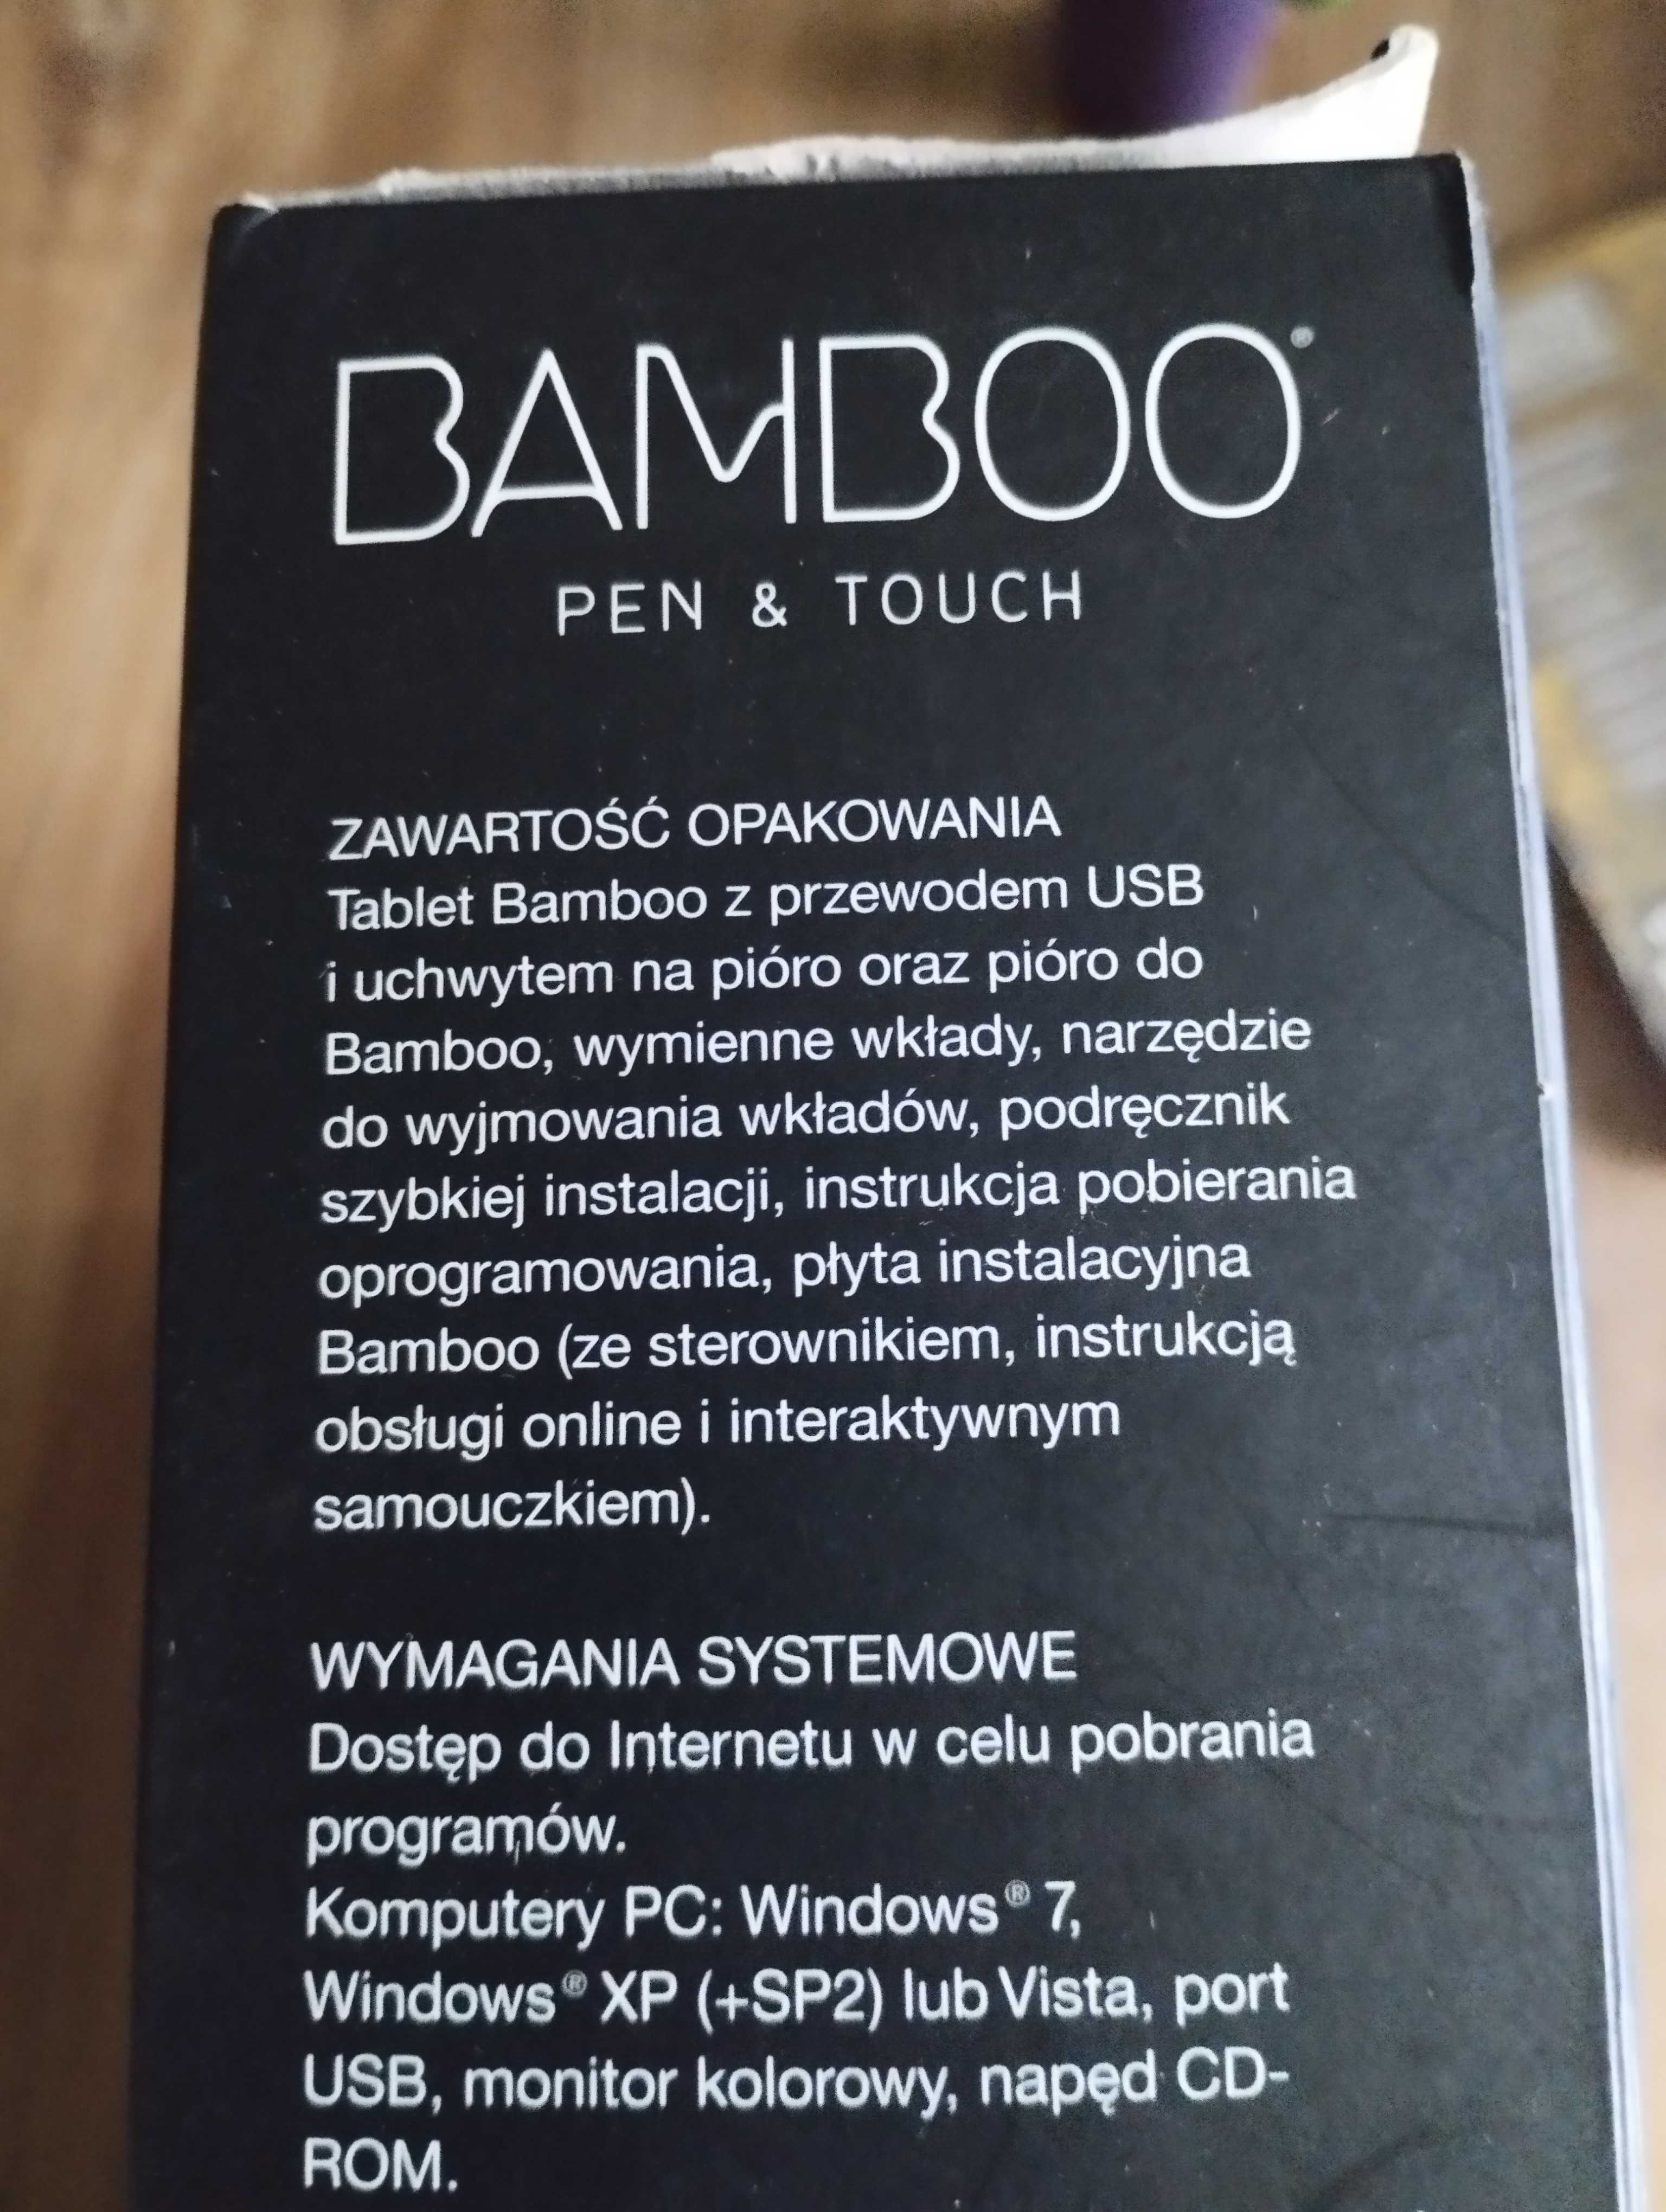 BAMBOO®
PEN & TOUCH
ZAWARTOŚĆ OPAKOWANIA
Tablet Bamboo z przewodem USB
i uchwytem na pióro oraz pióro do
Bamboo, wymienne wkłady, narzędzie
do wyjmowania wkładów, podręcznik
szybkiej instalacji, instrukcja pobierania
oprogramowania, płyta instalacyjna
Bamboo (ze sterownikiem, instrukcją
obsługi online i interaktywnym
samouczkiem).
WYMAGANIA SYSTEMOWE
Dostęp do Internetu w celu pobrania
programów.
Komputery PC: Windows® 7,
Windows® XP (+SP2) lub Vista, port
USB, monitor kolorowy, napęd CD-
ROM.